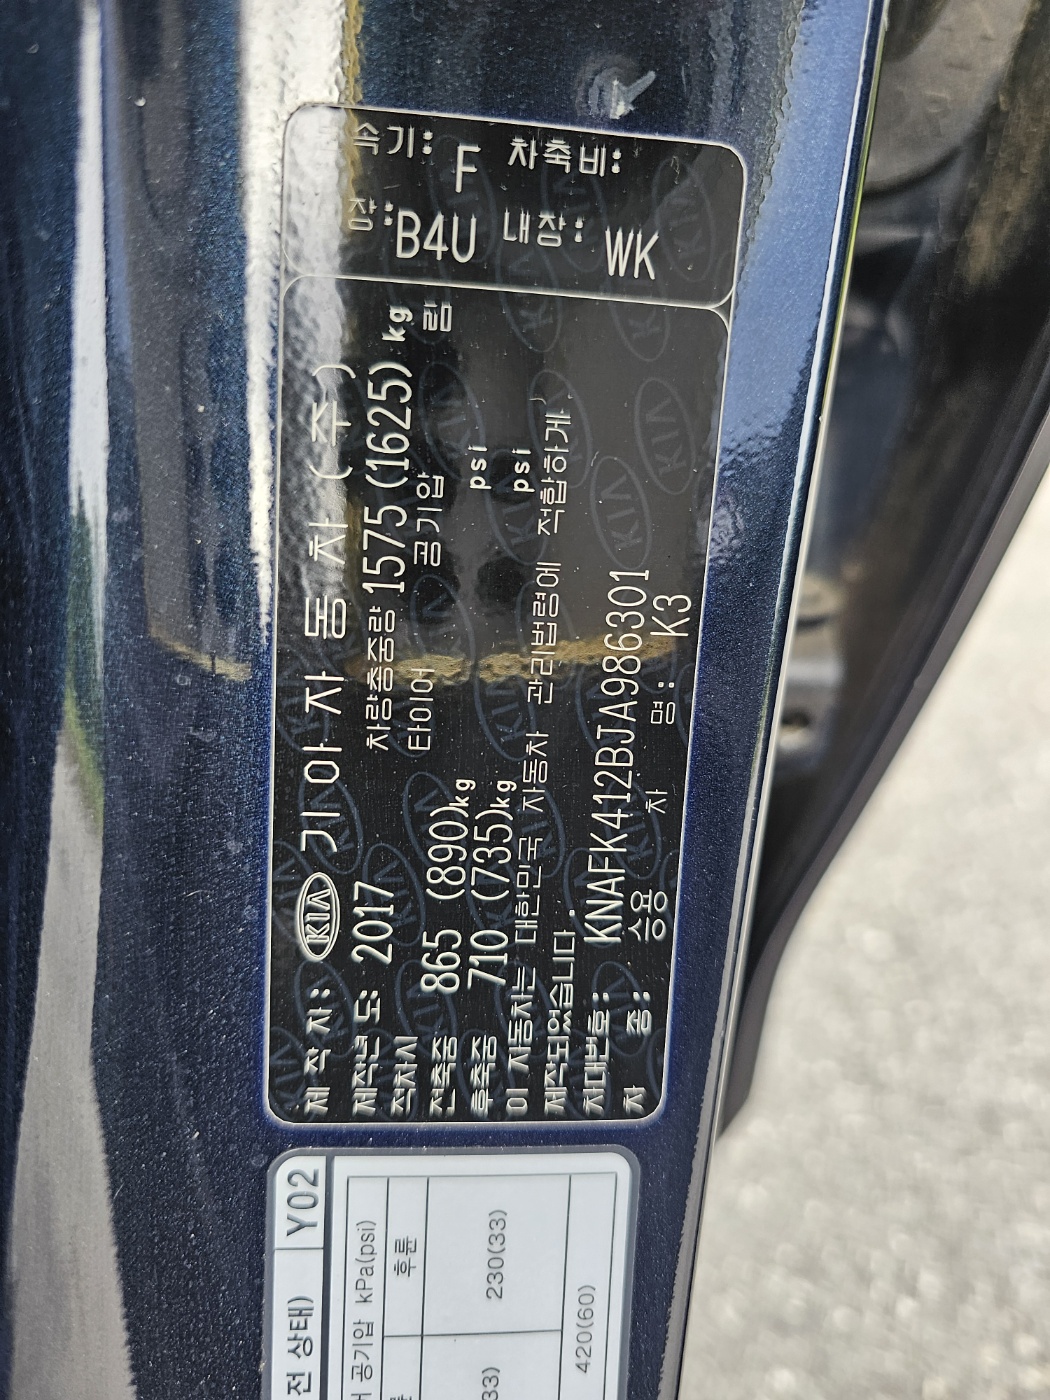 제 작 자: KIA 기아자동차 (주)
제작년 도: 2017 차량총중량 1575 (1625) kg
적차시 타이어 공기압 림
전축중 865 (890)kg psi
후축중 710 (735)kg psi
이 자동차는 대한민국 자동차 관리법령에 적합하게
제작되었습니다.
차대번호: KNAFK412BJA986301
차 종: 승용 차 명: K3
속기: F 차축비:
장: B4U 내장: WK
전 상태) Y02
공기압 kPa(psi)
후륜
33) 230(33)
420(60)